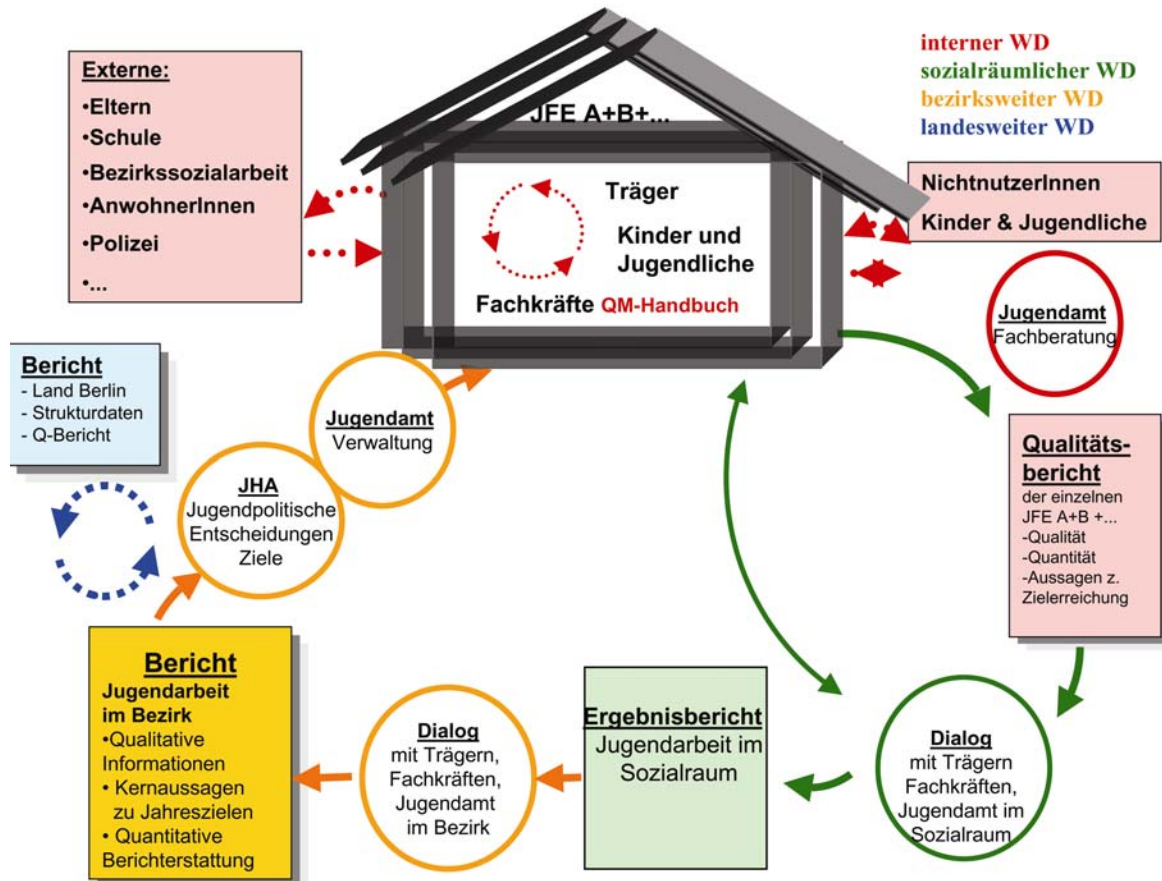 interner WD
sozialräumlicher WD
bezirksweiter WD
landesweiter WD
Externe:
•Eltern
•Schule
•Bezirkssozialarbeit
•AnwohnerInnen
•Polizei
•...
JFE A+B+...
Träger
Kinder und
Jugendliche
Fachkräfte QM-Handbuch
NichtnutzerInnen
Kinder & Jugendliche
Jugendamt
Fachberatung
Qualitäts-
bericht
der einzelnen
JFE A+B +...
-Qualität
-Quantität
-Aussagen z.
Zielerreichung
Dialog
mit Trägern
Fachkräften,
Jugendamt im
Sozialraum
Ergebnisbericht
Jugendarbeit im
Sozialraum
Dialog
mit Trägern,
Fachkräften,
Jugendamt
im Bezirk
Bericht
Jugendarbeit
im Bezirk
•Qualitative
Informationen
• Kernaussagen
zu Jahreszielen
• Quantitative
Berichterstattung
JHA
Jugendpolitische
Entscheidungen
Ziele
Jugendamt
Verwaltung
Bericht
- Land Berlin
- Strukturdaten
- Q-Bericht